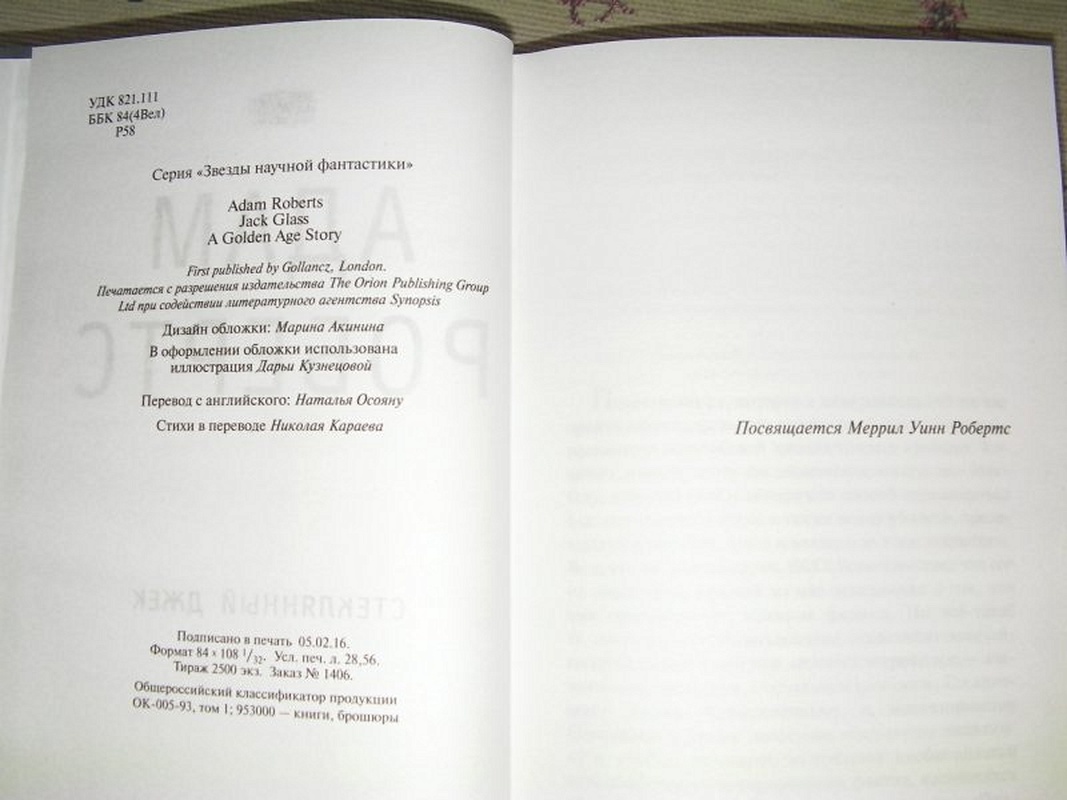 УДК 821.111
ББК 84(4Вел)
Р58
Серия «Звезды научной фантастики»
Adam Roberts
Jack Glass
A Golden Age Story
First published by Gollancz, London.
Печатается с разрешения издательства The Orion Publishing Group
Ltd при содействии литературного агентства Synopsis
Дизайн обложки: Марина Акинина
В оформлении обложки использована
иллюстрация Дарьи Кузнецовой
Перевод с английского: Наталья Осояну
Стихи в переводе Николая Караева
АДАМ
РОБЕРТС
СТЕКЛЯННЫЙ ДЖЕК
Подписано в печать 05.02.16.
Формат 84 х 108 1/32. Усл. печ. л. 28,56.
Тираж 2500 экз. Заказ № 1406.
Общероссийский классификатор продукции
ОК-005-93, том 1; 953000 — книги, брошюры
Посвящается Меррил Уинн Робертс